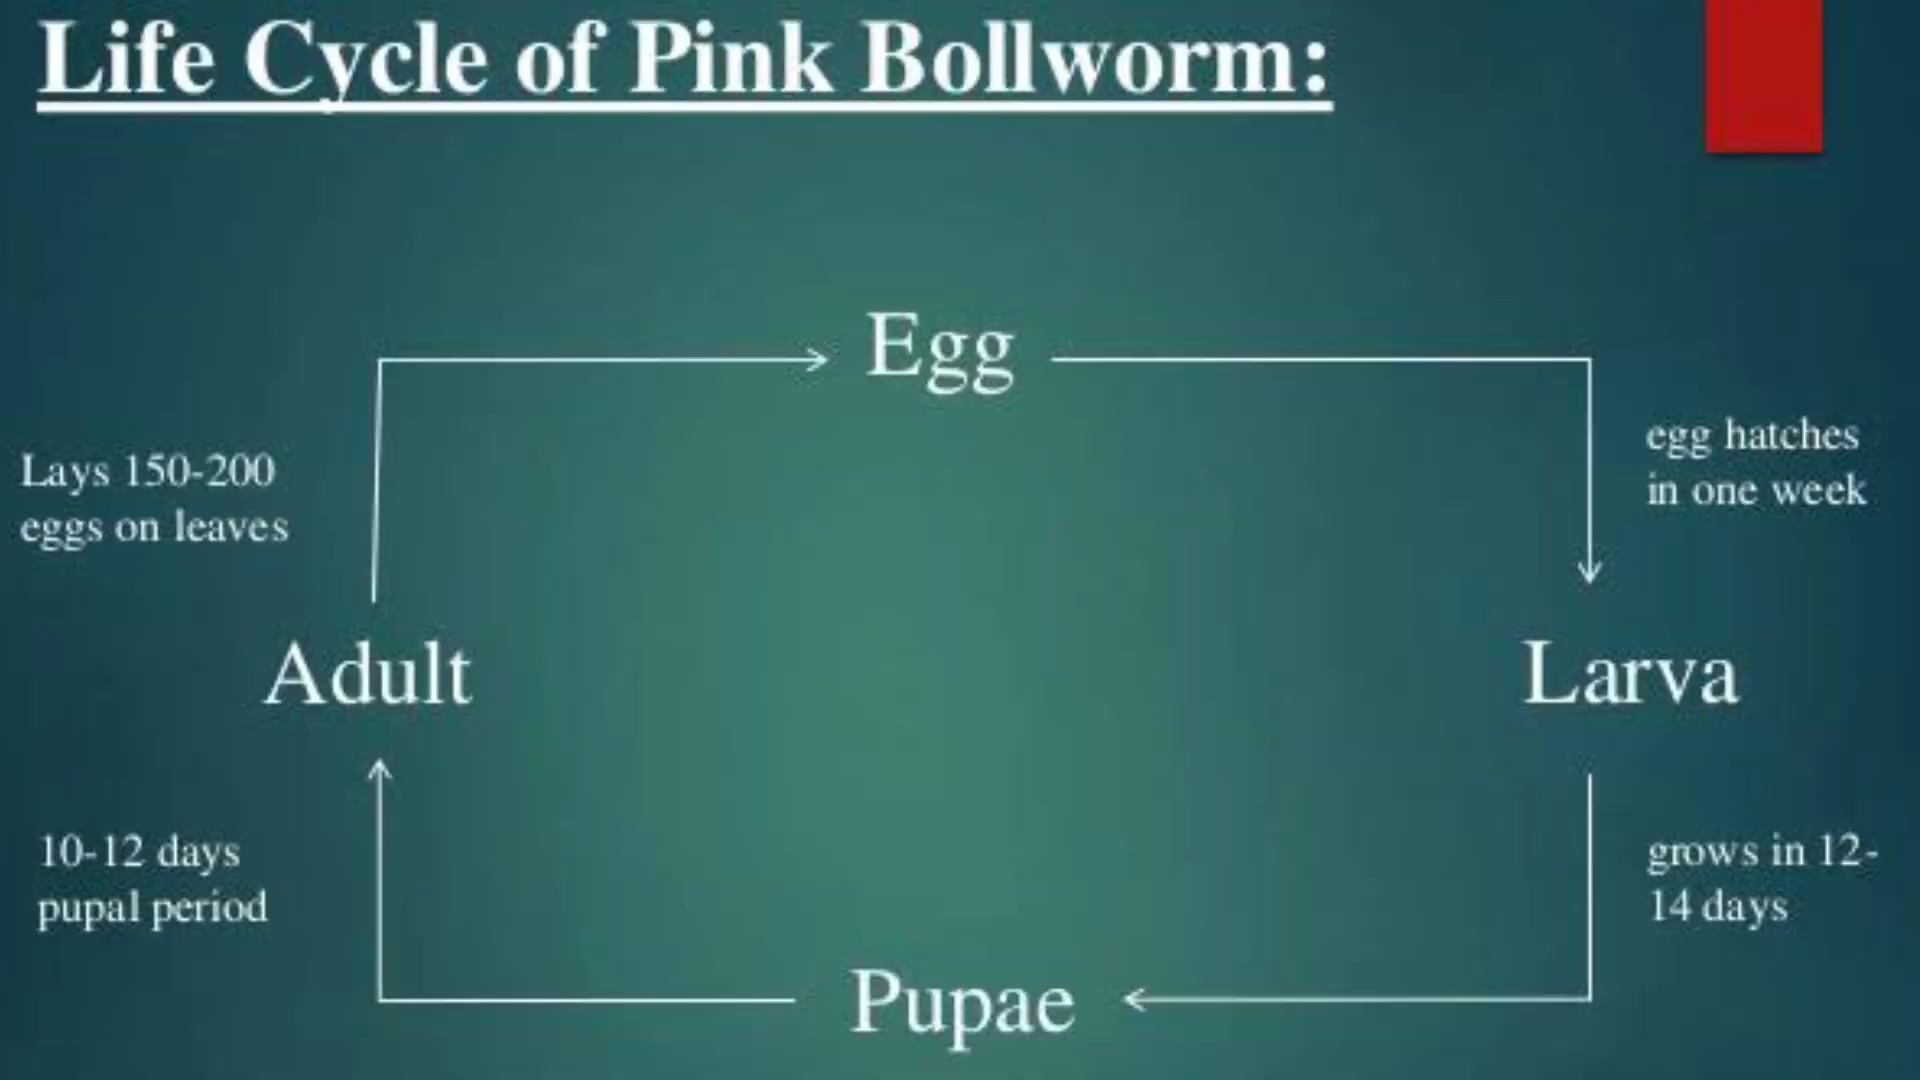 Life Cycle of Pink Bollworm:
Egg
egg hatches
in one week
Lays 150-200
eggs on leaves
Adult
Larva
10-12 days
pupal period
grows in 12-
14 days
Pupae